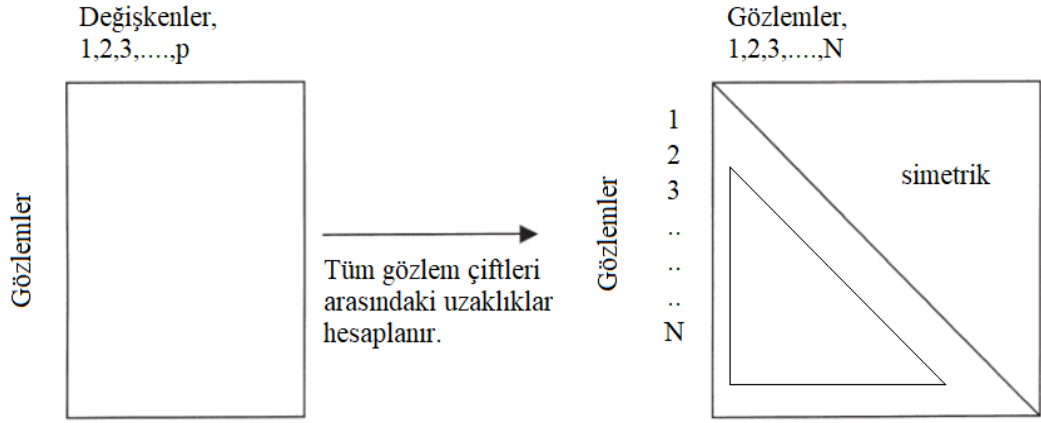 Değişkenler,
1,2,3,....,p
Gözlemler
Tüm gözlem çiftleri
arasındaki uzaklıklar
hesaplanır.
Gözlemler,
1,2,3,....,N
Gözlemler
1
2
3
..
..
..
N
simetrik